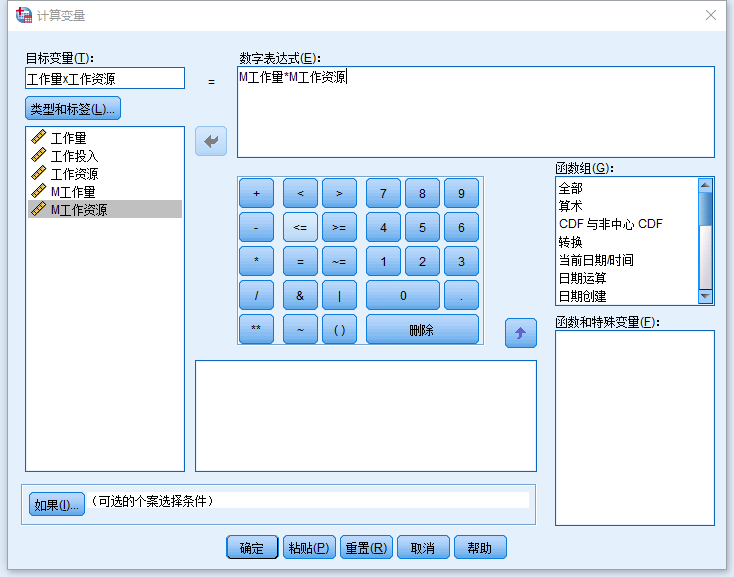 计算变量
目标变量(T):
工作量x工作资源
=
数字表达式(E):
M工作量*M工作资源
类型和标签(L)...
工作量
工作投入
工作资源
M工作量
M工作资源
+ < > 7 8 9
- <= >= 4 5 6
* = ~= 1 2 3
/ & | 0 .
** ~ ( ) 删除
函数组(G):
全部
算术
CDF 与非中心 CDF
转换
当前日期/时间
日期运算
日期创建
函数和特殊变量(F):
如果(I)...
(可选的个案选择条件)
确定 粘贴(P) 重置(R) 取消 帮助